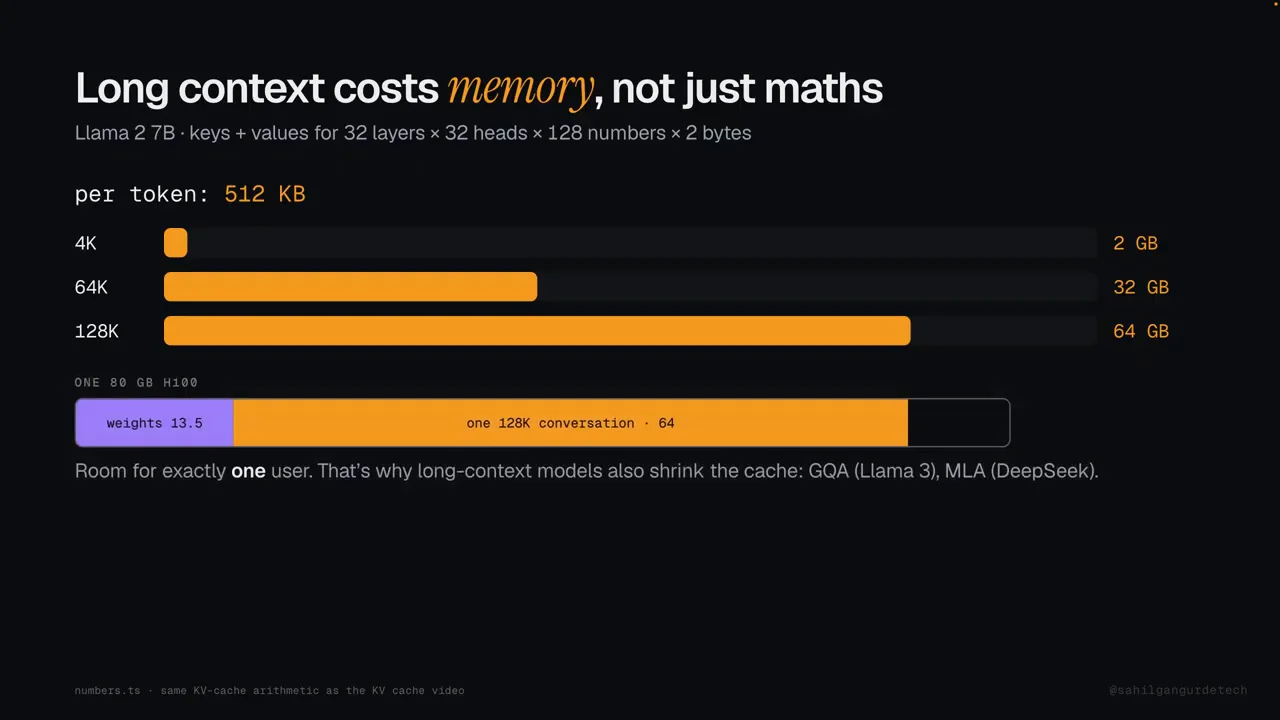 Long context costs memory, not just maths
Llama 2 7B · keys + values for 32 layers × 32 heads × 128 numbers × 2 bytes
per token: 512 KB
4K 2 GB
64K 32 GB
128K 64 GB
ONE 80 GB H100
weights 13.5 one 128K conversation · 64
Room for exactly one user. That's why long-context models also shrink the cache: GQA (Llama 3), MLA (DeepSeek).
numbers.ts · same KV-cache arithmetic as the KV cache video @sahilgangurdetech